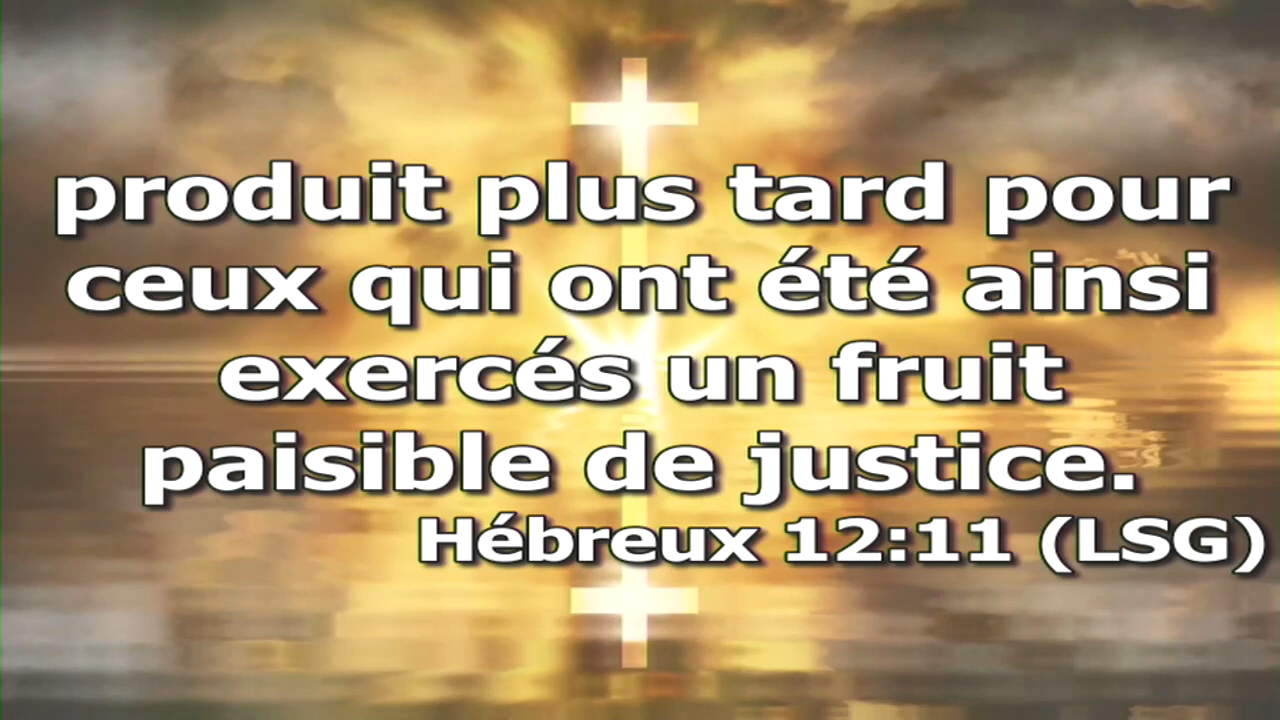 produit plus tard pour
ceux qui ont été ainsi
exercés un fruit
paisible de justice.
Hébreux 12:11 (LSG)